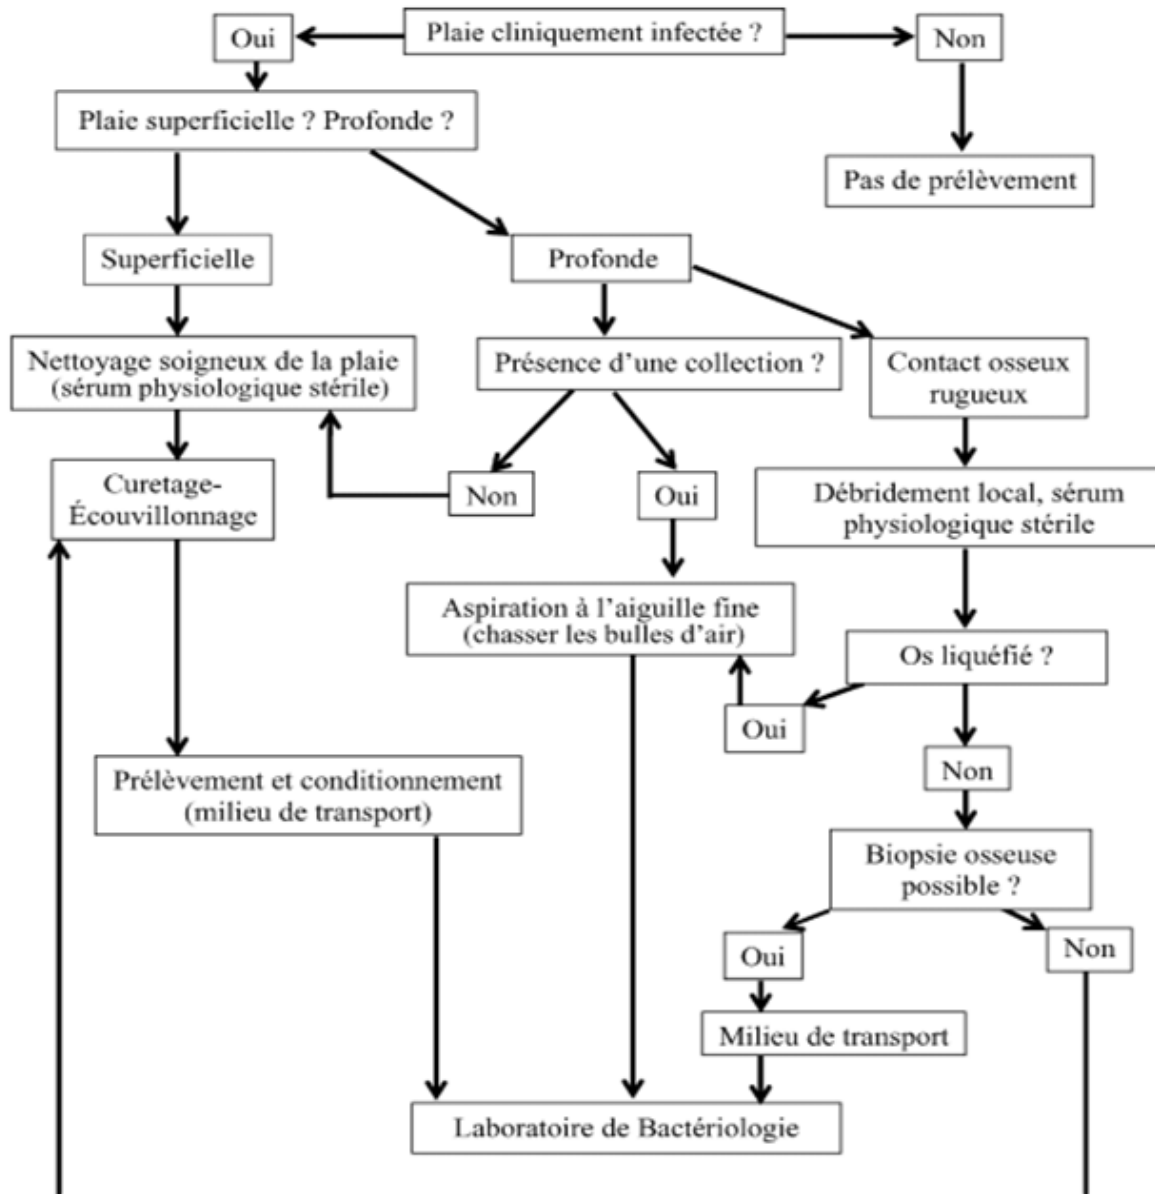 Plaie cliniquement infectée ?
Oui
Non
Plaie superficielle ? Profonde ?
Pas de prélèvement
Superficielle
Profonde
Nettoyage soigneux de la plaie
(sérum physiologique stérile)
Présence d'une collection ?
Contact osseux
rugueux
Curetage-
Écouvillonnage
Non
Oui
Débridement local, sérum
physiologique stérile
Aspiration à l'aiguille fine
(chasser les bulles d'air)
Os liquéfié ?
Oui
Non
Prélèvement et conditionnement
(milieu de transport)
Biopsie osseuse
possible ?
Oui
Non
Milieu de transport
Laboratoire de Bactériologie